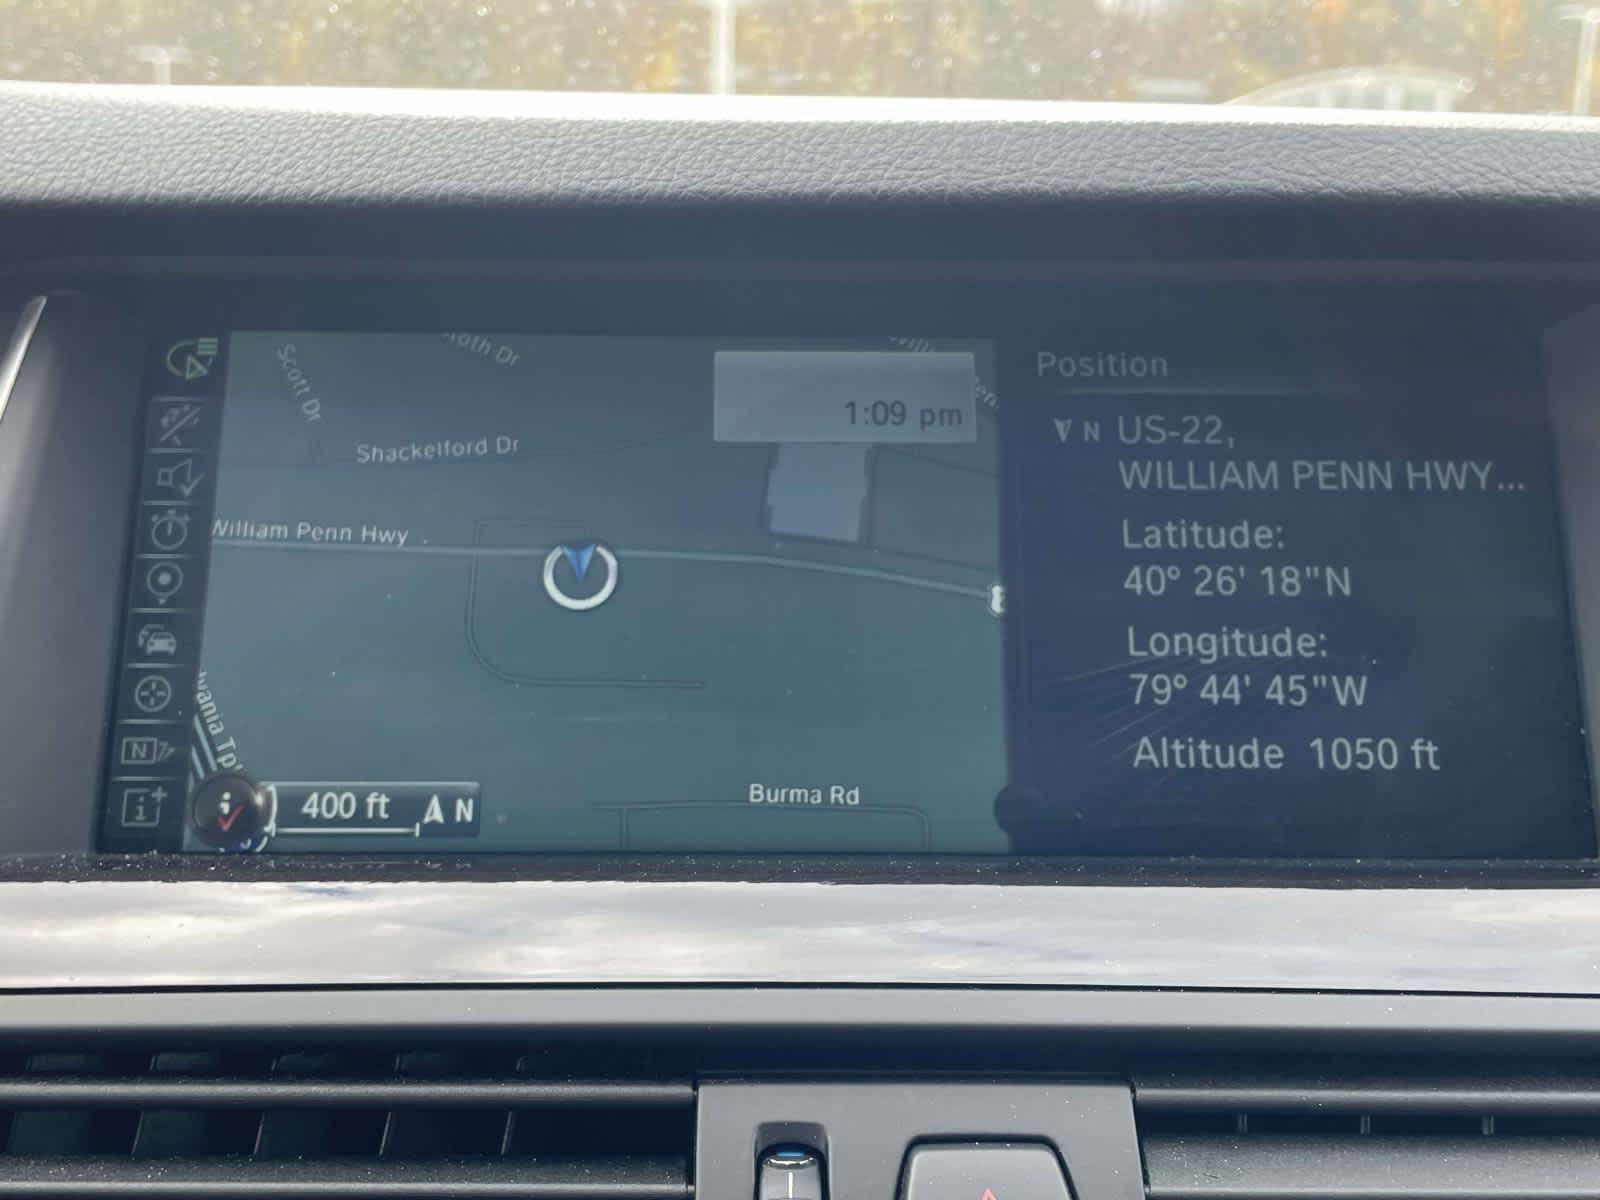 Scott Dr
Dr
1:09 pm
Shackelford Dr
William Penn Hwy
Burma Rd
400 ft N
N
Position
N US-22,
WILLIAM PENN HWY...
Latitude:
40° 26' 18"N
Longitude:
79° 44' 45"W
Altitude 1050 ft